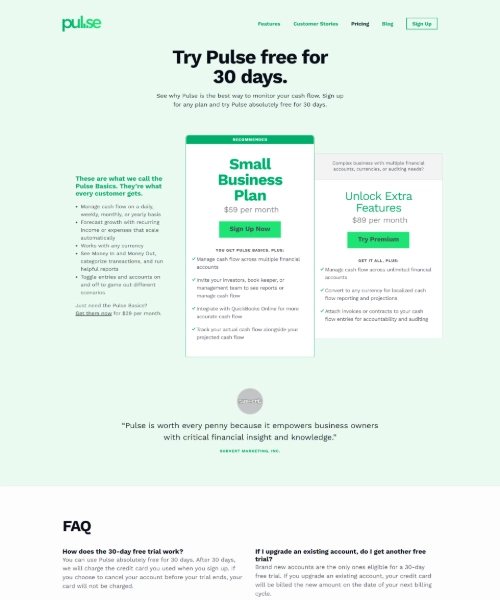 pulse
Features Customer Stories Pricing Blog Sign Up
Try Pulse free for
30 days.
See why Pulse is the best way to monitor your cash flow. Sign up
for any plan and try Pulse absolutely free for 30 days.
These are what we call the
Pulse Basics. They're what
every customer gets.
Manage cash flow on a daily,
weekly, monthly, or yearly basis
Forecast growth with recurring
income or expenses that scale
automatically
Works with any currency
See Money In and Money Out,
categorize transactions, and run
helpful reports
Toggle entries and accounts on
and off to game out different
scenarios
Just need the Pulse Basics?
Get them now for $29 per month.
RECOMMENDED
Small
Business
Plan
$59 per month
Sign Up Now
YOU GET PULSE BASICS, PLUS:
Manage cash flow across multiple financial
accounts
Invite your investors, book keeper, or
management team to see reports or
manage cash flow
Integrate with QuickBooks Online for more
accurate cash flow
Track your actual cash flow alongside your
projected cash flow
Complex business with multiple financial
accounts, currencies, or auditing needs?
Unlock Extra
Features
$89 per month
Try Premium
GET IT ALL, PLUS:
Manage cash flow across unlimited financial
accounts
Convert to any currency for localized cash
flow reporting and projections
Attach invoices or contracts to your cash
flow entries for accountability and auditing
“Pulse is worth every penny because it empowers business owners
with critical financial insight and knowledge.”
MARKETING, INC.
FAQ
How does the 30-day free trial work?
You can use Pulse absolutely free for 30 days. After 30 days,
we will charge the credit card you used when you sign up. If
you choose to cancel your account before your trial ends, your
card will not be charged.
If I upgrade an existing account, do I get another free
trial?
Brand new accounts are the only ones eligible for a 30-day
free trial. If you upgrade an existing account, your credit card
will be billed the new amount on the date of your next billing
cycle.